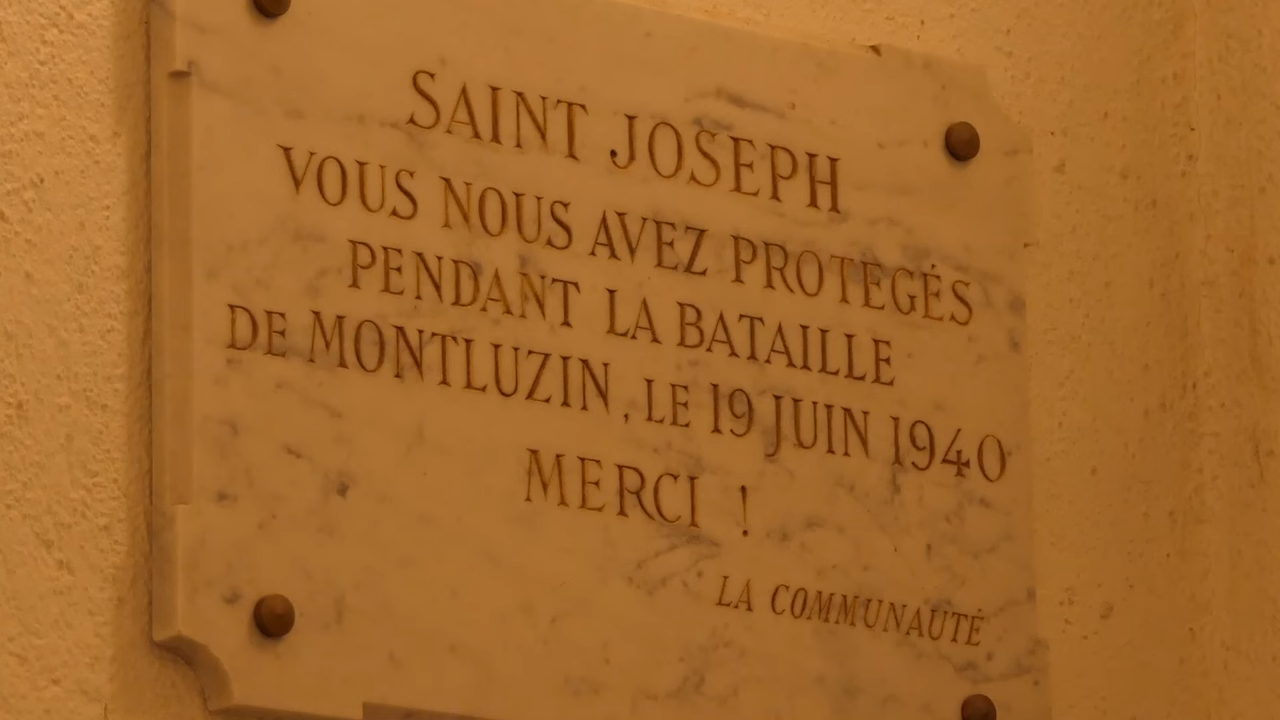 SAINT JOSEPH
VOUS NOUS AVEZ PROTEGÉS
PENDANT LA BATAILLE
DE MONTLUZIN, LE 19 JUIN 1940
MERCI !
LA COMMUNAUTÉ